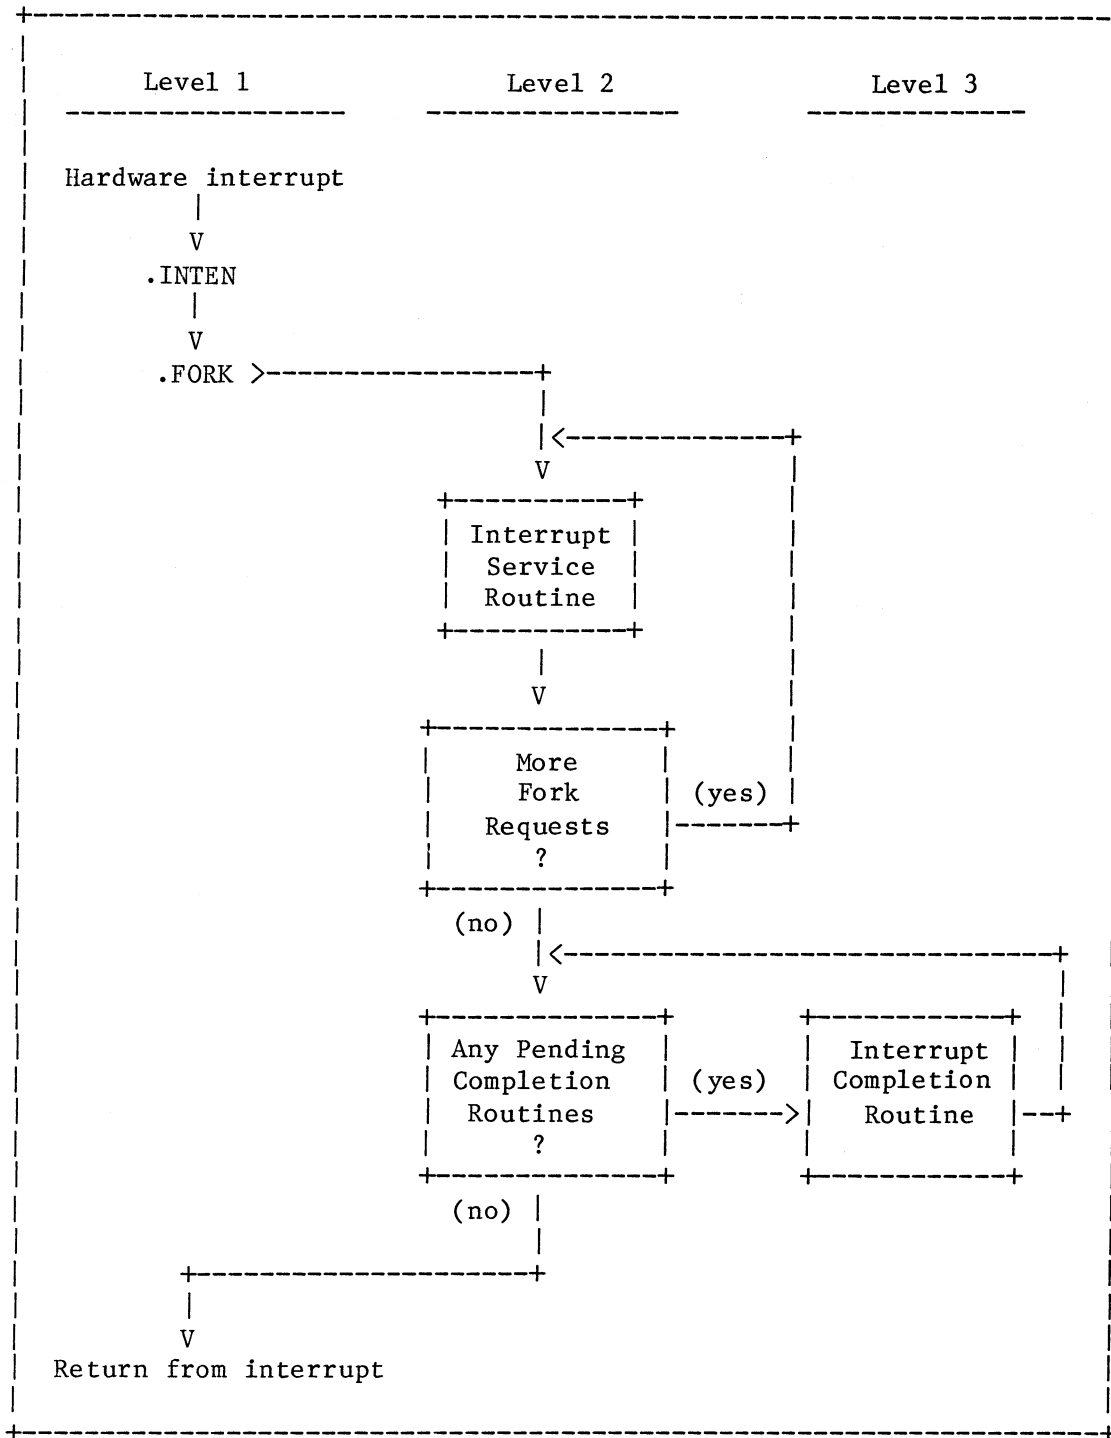 Level 1 Level 2 Level 3
Hardware interrupt
V
.INTEN
V
.FORK >
<
V
Interrupt
Service
Routine
V
More
Fork (yes)
Requests
?
(no)
<
V
Any Pending Interrupt
Completion (yes) Completion
Routines > Routine
?
(no)
V
Return from interrupt